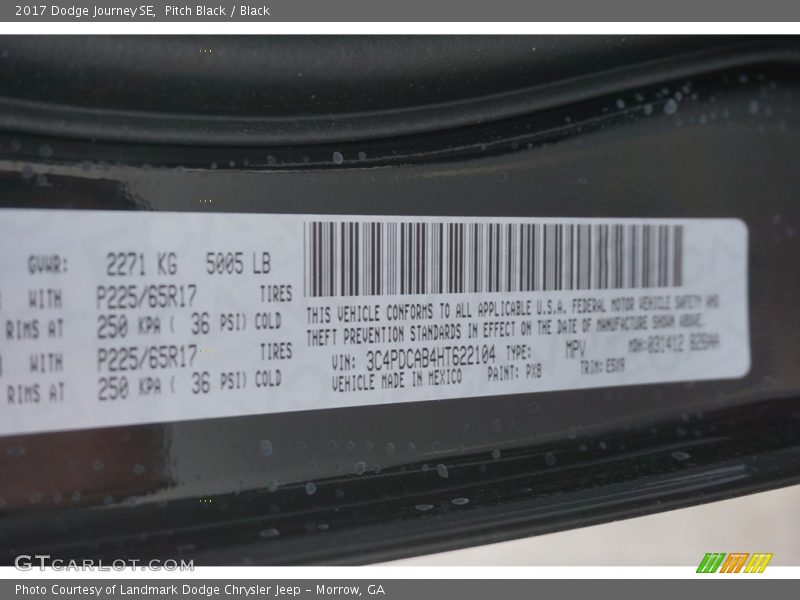 2017 Dodge Journey SE, Pitch Black / Black
GVWR: 2271 KG 5005 LB
WITH P225/65R17 TIRES
RIMS AT 250 KPA ( 36 PSI) COLD
WITH P225/65R17 TIRES
RIMS AT 250 KPA ( 36 PSI) COLD
THIS VEHICLE CONFORMS TO ALL APPLICABLE U.S.A. FEDERAL MOTOR VEHICLE SAFETY AND
THEFT PREVENTION STANDARDS IN EFFECT ON THE DATE OF MANUFACTURE SHOWN ABOVE.
VIN: 3C4PDCAB4HT622104 TYPE: MPV MDH: 031412
VEHICLE MADE IN MEXICO PAINT: PX8 TRIM:
GTCARLOT.COM
Photo Courtesy of Landmark Dodge Chrysler Jeep - Morrow, GA